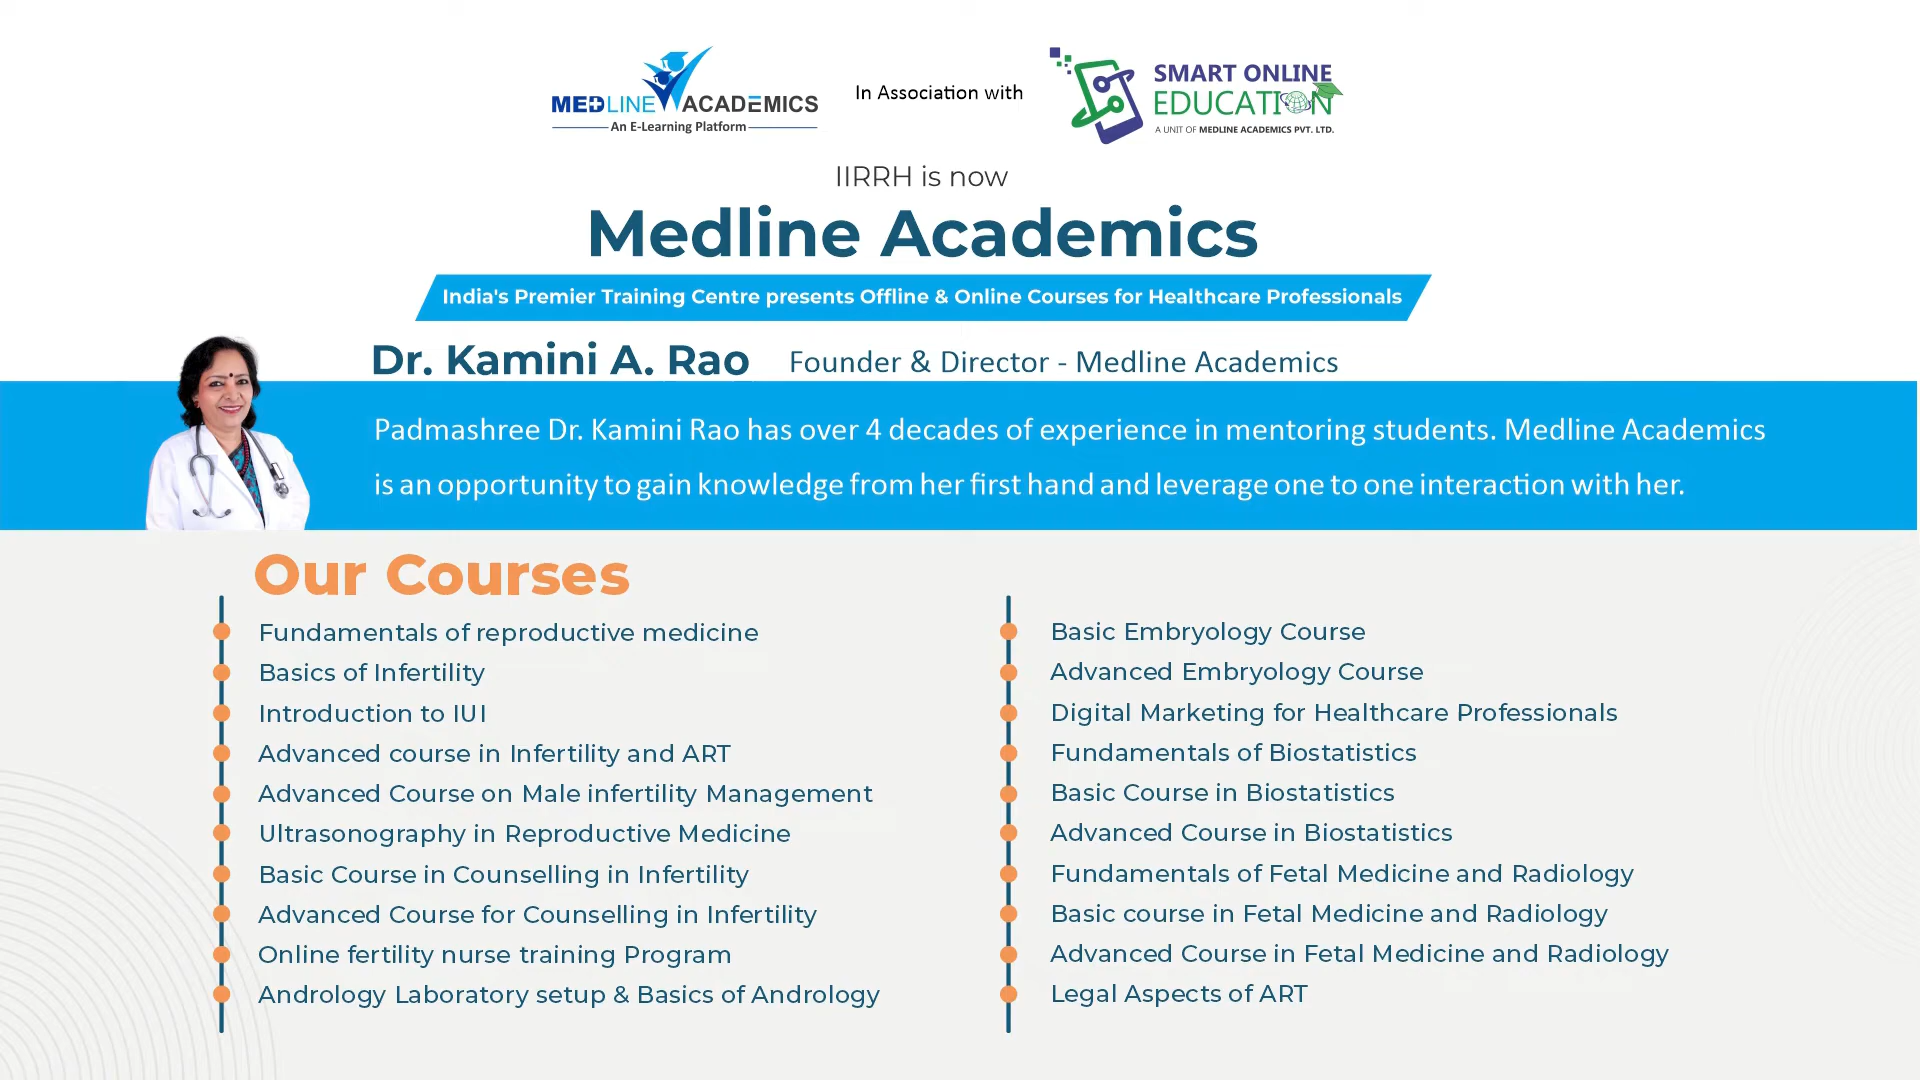 MEDLINE ACADEMICS
An E-Learning Platform
In Association with
SMART ONLINE
EDUCATION
A UNIT OF MEDLINE ACADEMICS PVT. LTD.
IIRRH is now
Medline Academics
India's Premier Training Centre presents Offline & Online Courses for Healthcare Professionals
Dr. Kamini A. Rao Founder & Director - Medline Academics
Padmashree Dr. Kamini Rao has over 4 decades of experience in mentoring students. Medline Academics
is an opportunity to gain knowledge from her first hand and leverage one to one interaction with her.
Our Courses
Fundamentals of reproductive medicine
Basics of Infertility
Introduction to IUI
Advanced course in Infertility and ART
Advanced Course on Male infertility Management
Ultrasonography in Reproductive Medicine
Basic Course in Counselling in Infertility
Advanced Course for Counselling in Infertility
Online fertility nurse training Program
Andrology Laboratory setup & Basics of Andrology
Basic Embryology Course
Advanced Embryology Course
Digital Marketing for Healthcare Professionals
Fundamentals of Biostatistics
Basic Course in Biostatistics
Advanced Course in Biostatistics
Fundamentals of Fetal Medicine and Radiology
Basic course in Fetal Medicine and Radiology
Advanced Course in Fetal Medicine and Radiology
Legal Aspects of ART